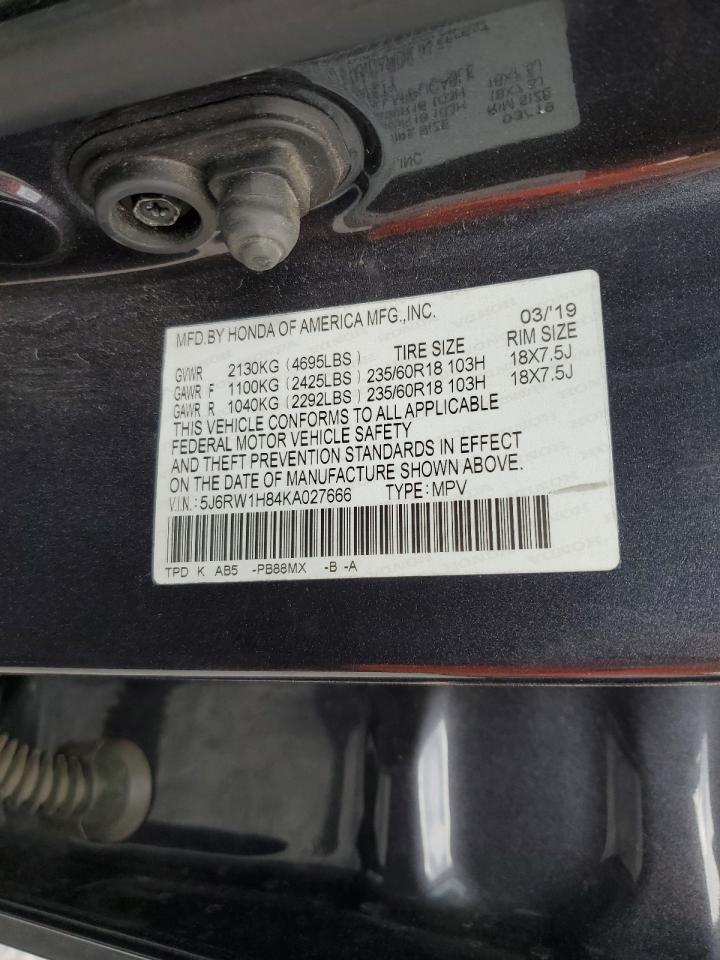 MFD.BY HONDA OF AMERICA MFG.,INC. 03/'19
TIRE SIZE RIM SIZE
GVWR 2130KG (4695LBS)
GAWR F 1100KG (2425LBS) 235/60R18 103H 18X7.5J
GAWR R 1040KG (2292LBS) 235/60R18 103H 18X7.5J
THIS VEHICLE CONFORMS TO ALL APPLICABLE
FEDERAL MOTOR VEHICLE SAFETY
AND THEFT PREVENTION STANDARDS IN EFFECT
ON THE DATE OF MANUFACTURE SHOWN ABOVE.
V.I.N.: 5J6RW1H84KA027666 TYPE: MPV
TPD K AB5 -PB88MX -B -A